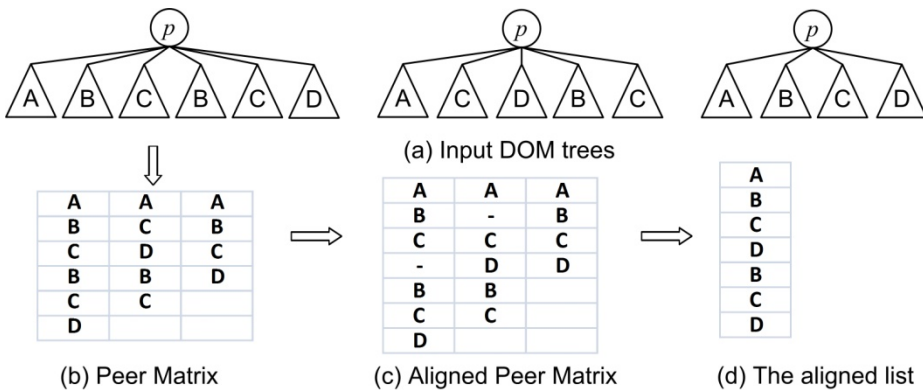 p p p
A B C B C D A C D B C A B C D
(a) Input DOM trees
A A A
B C B
C D C
B B D
C C
D
(b) Peer Matrix
A A A
B - B
C C C
- D D
B B
C C
D
(c) Aligned Peer Matrix
A
B
C
D
B
C
D
(d) The aligned list